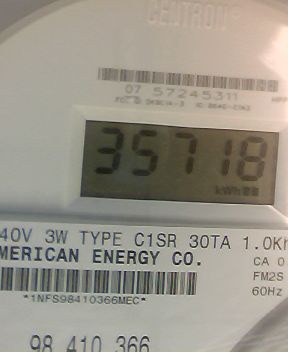 CENTRON®
07 57245311
35718
kWh
40V 3W TYPE C1SR 30TA 1.0Kh
MERICAN ENERGY CO.
CA 0
FM2S
60Hz
*1NFS98410366MEC*
98 410 366